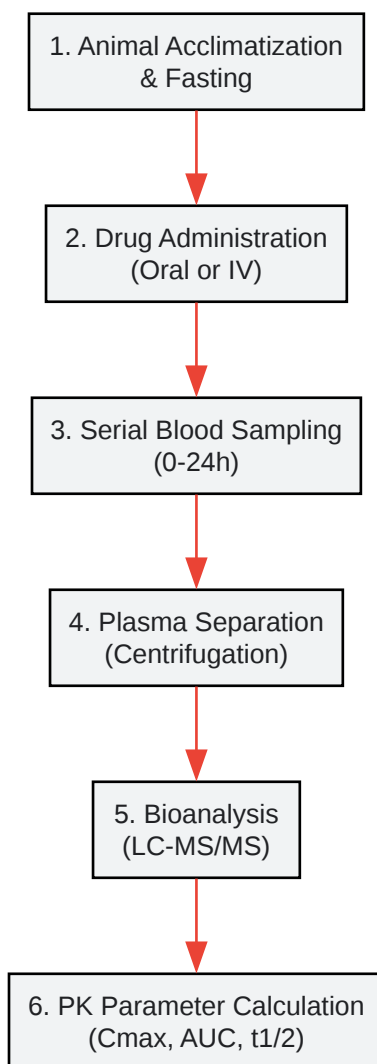 1. Animal Acclimatization
& Fasting
2. Drug Administration
(Oral or IV)
3. Serial Blood Sampling
(0-24h)
4. Plasma Separation
(Centrifugation)
5. Bioanalysis
(LC-MS/MS)
6. PK Parameter Calculation
(Cmax, AUC, t1/2)